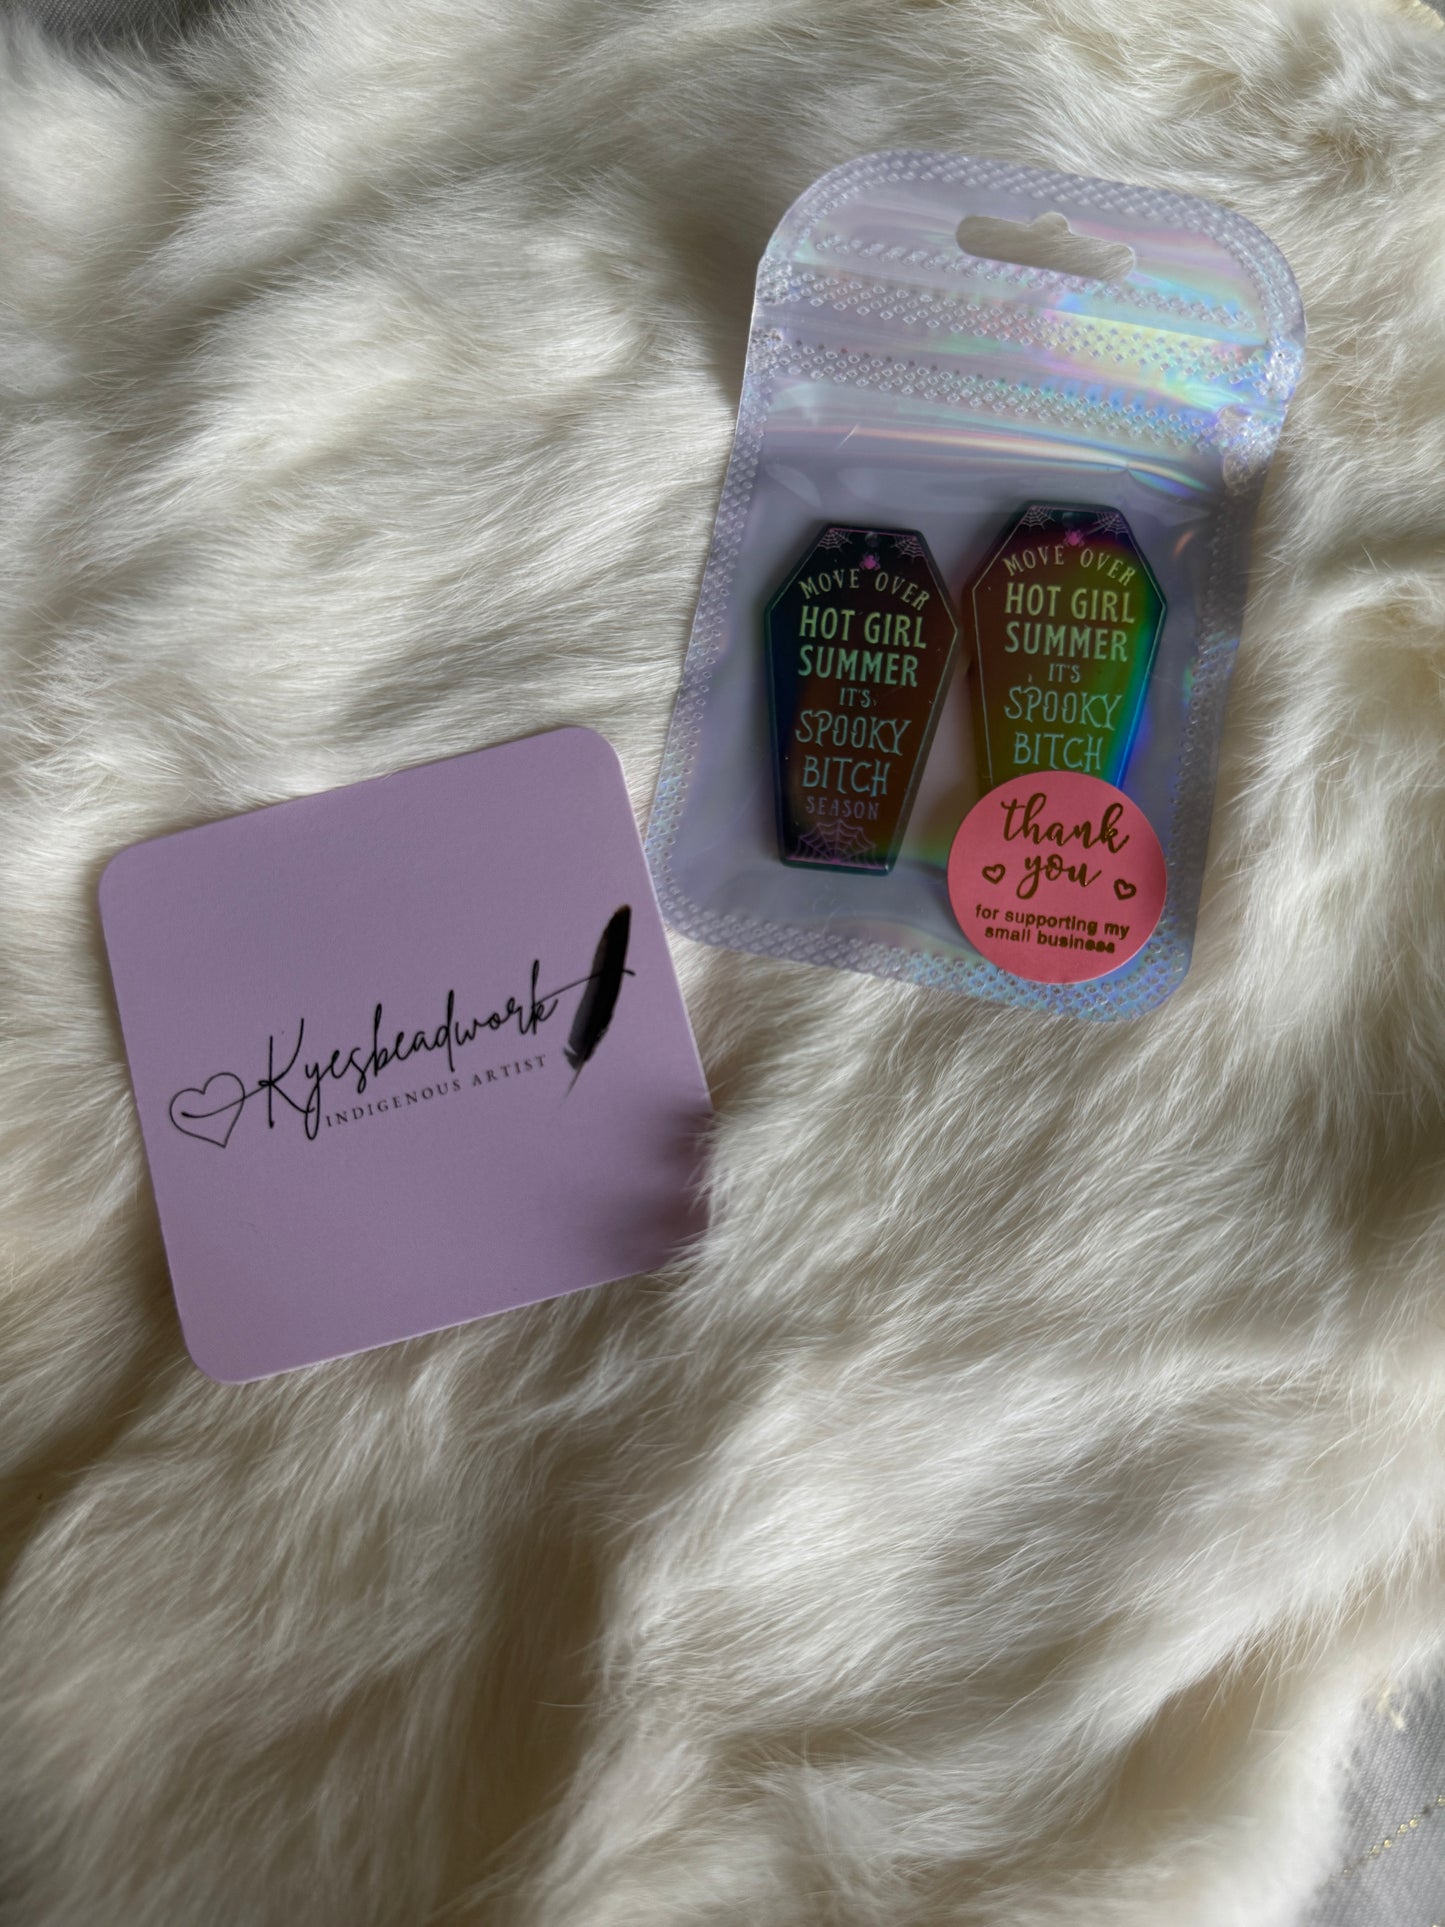 MOVE OVER
HOT GIRL
SUMMER
IT'S
SPOOKY
BITCH
SEASON
MOVE OVER
HOT GIRL
SUMMER
IT'S
SPOOKY
BITCH
thank
you
for supporting my
small business
Kyesbeadwork
INDIGENOUS ARTIST